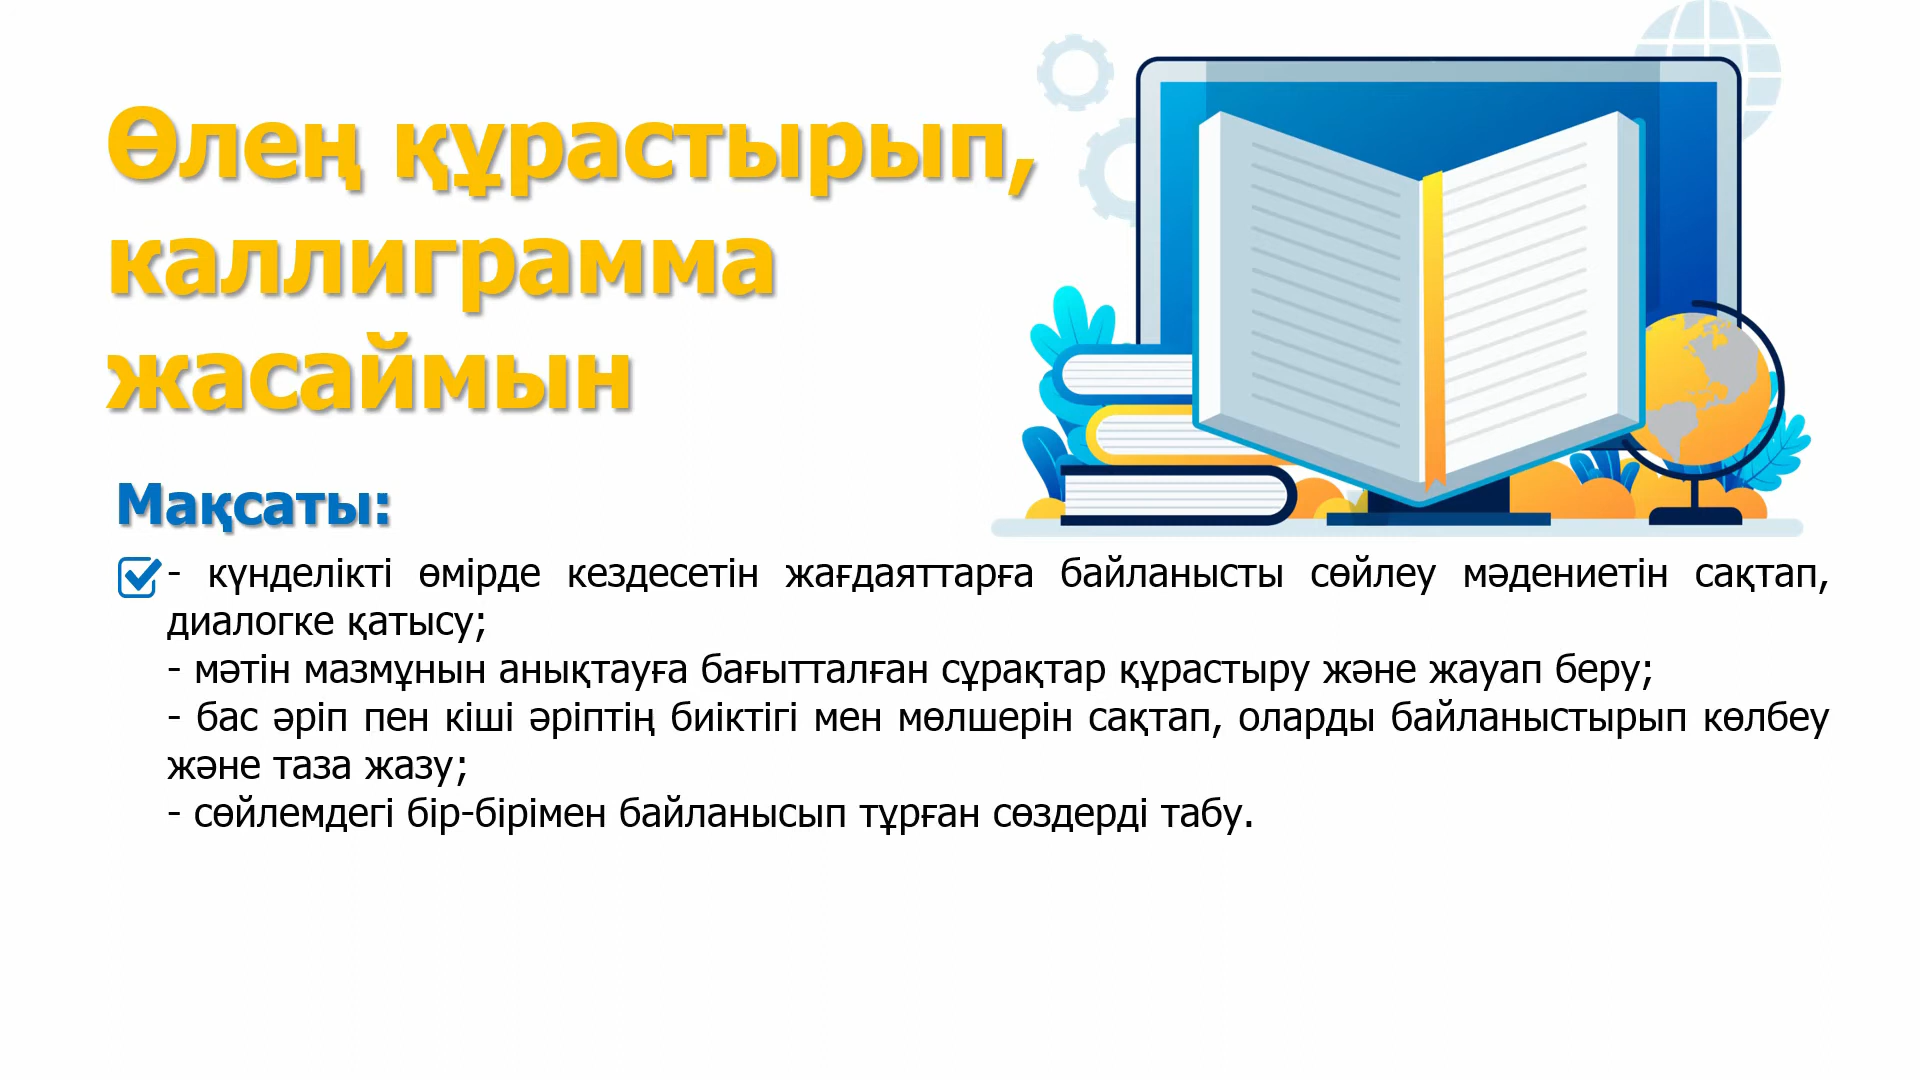 Өлең құрастырып,
каллиграмма
жасаймын
Мақсаты:
- күнделікті өмірде кездесетін жағдаяттарға байланысты сөйлеу мәдениетін сақтап,
диалогке қатысу;
- мәтін мазмұнын анықтауға бағытталған сұрақтар құрастыру және жауап беру;
- бас әріп пен кіші әріптің биіктігі мен мөлшерін сақтап, оларды байланыстырып көлбеу
және таза жазу;
- сөйлемдегі бір-бірімен байланысып тұрған сөздерді табу.